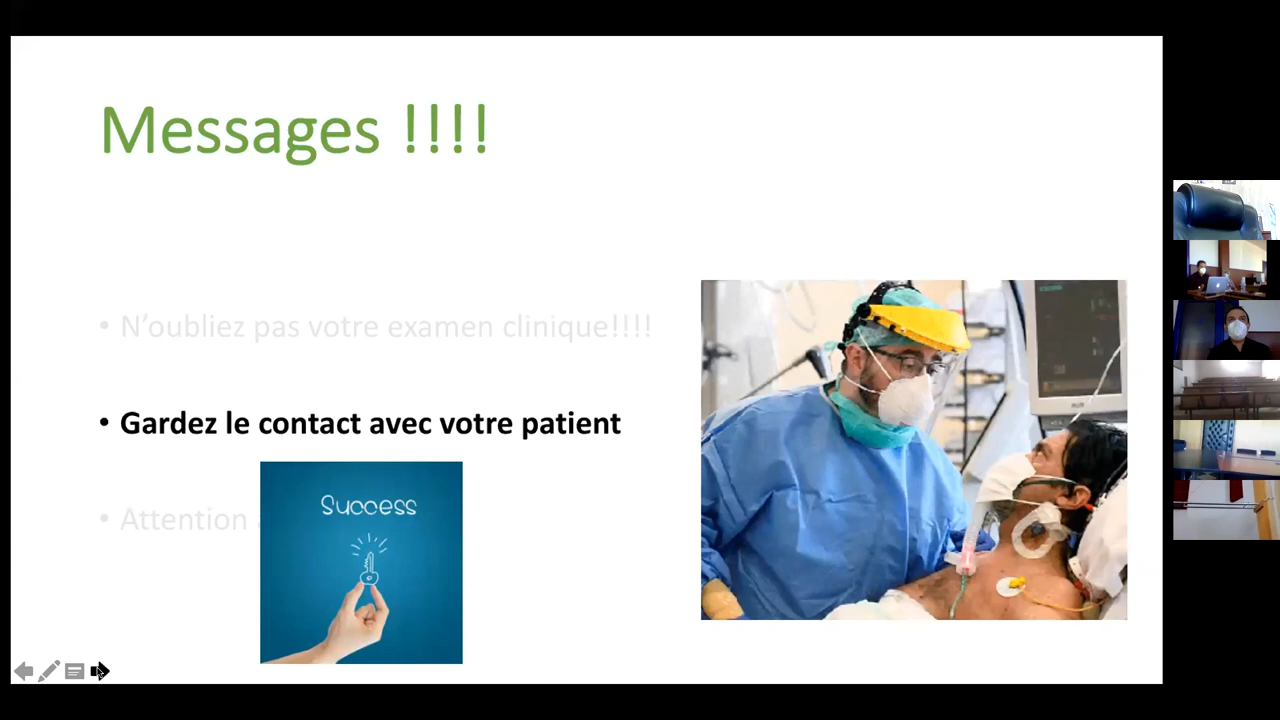 Messages !!!!
• N'oubliez pas votre examen clinique!!!!
• Gardez le contact avec votre patient
Success
• Attention